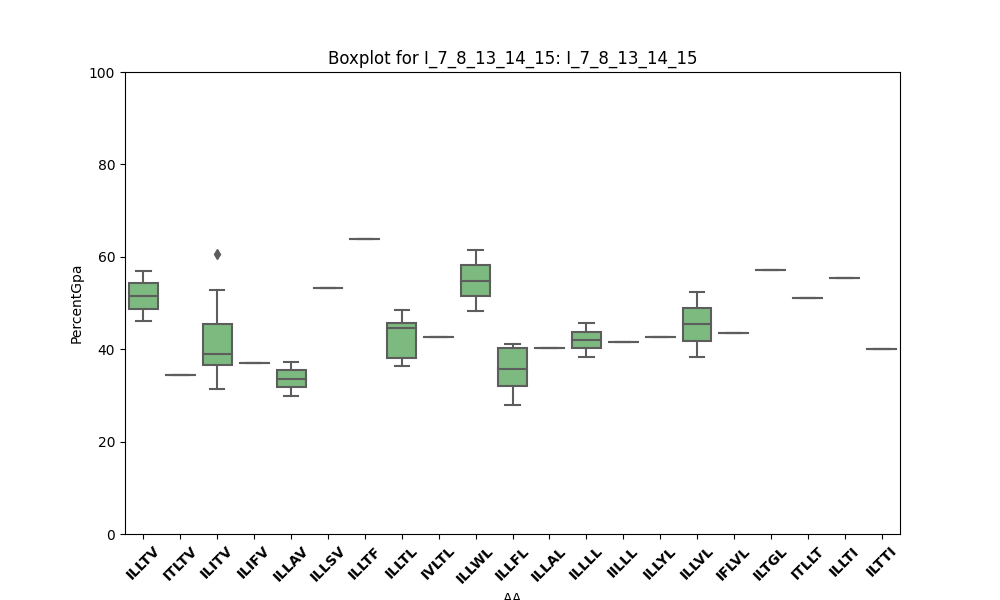 Boxplot for I_7_8_13_14_15: I_7_8_13_14_15
PercentGpa
100
80
60
40
20
0
ILLTV ITLTV ILITV ILIFV ILLAV ILLSV ILLTF ILLTL IVLTL ILLWL ILLFL ILLAL ILLLL IILLL ILLYL ILLVL IFLVL ILTGL ITLLT ILLTI ILTTI
AA